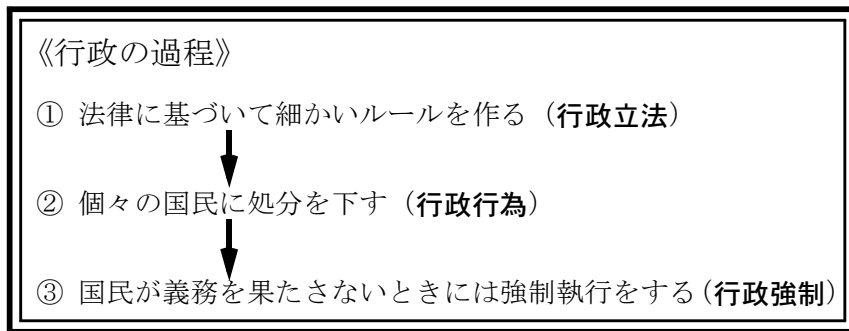 《行政の過程》
① 法律に基づいて細かいルールを作る（行政立法）
② 個々の国民に処分を下す（行政行為）
③ 国民が義務を果たさないときには強制執行をする（行政強制）